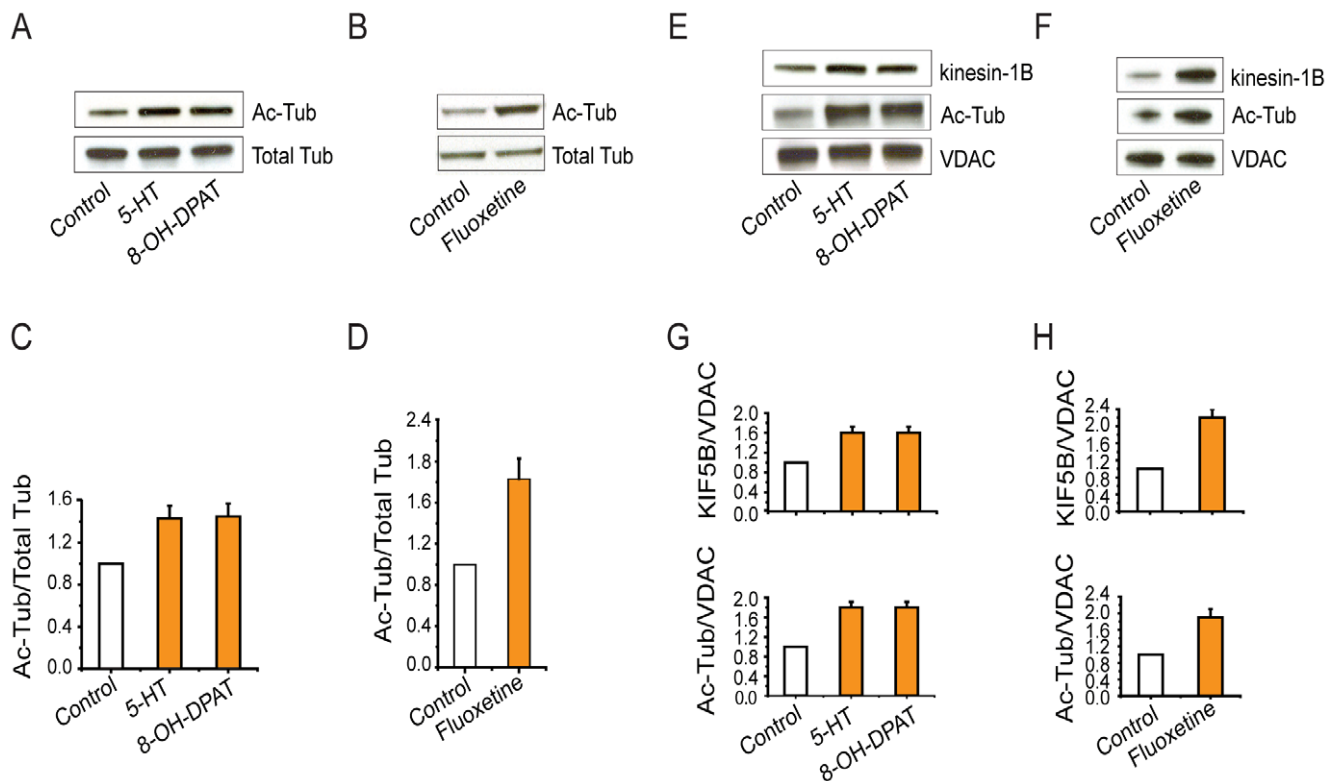 A
B
E
F
Ac-Tub
Total Tub
Control
5-HT
8-OH-DPAT
Ac-Tub
Total Tub
Control
Fluoxetine
kinesin-1B
Ac-Tub
VDAC
Control
5-HT
8-OH-DPAT
kinesin-1B
Ac-Tub
VDAC
Control
Fluoxetine
C
D
G
H
Ac-Tub/Total Tub
1.6
1.2
0.8
0.4
0.0
Control
5-HT
8-OH-DPAT
Ac-Tub/Total Tub
2.4
1.8
1.2
0.8
0.4
0.0
Control
Fluoxetine
KIF5B/VDAC
2.0
1.6
1.2
0.8
0.4
0.0
Ac-Tub/VDAC
2.0
1.6
1.2
0.8
0.4
0.0
Control
5-HT
8-OH-DPAT
KIF5B/VDAC
2.4
2.0
1.6
1.2
0.8
0.4
0.0
Ac-Tub/VDAC
2.4
2.0
1.6
1.2
0.8
0.4
0.0
Control
Fluoxetine